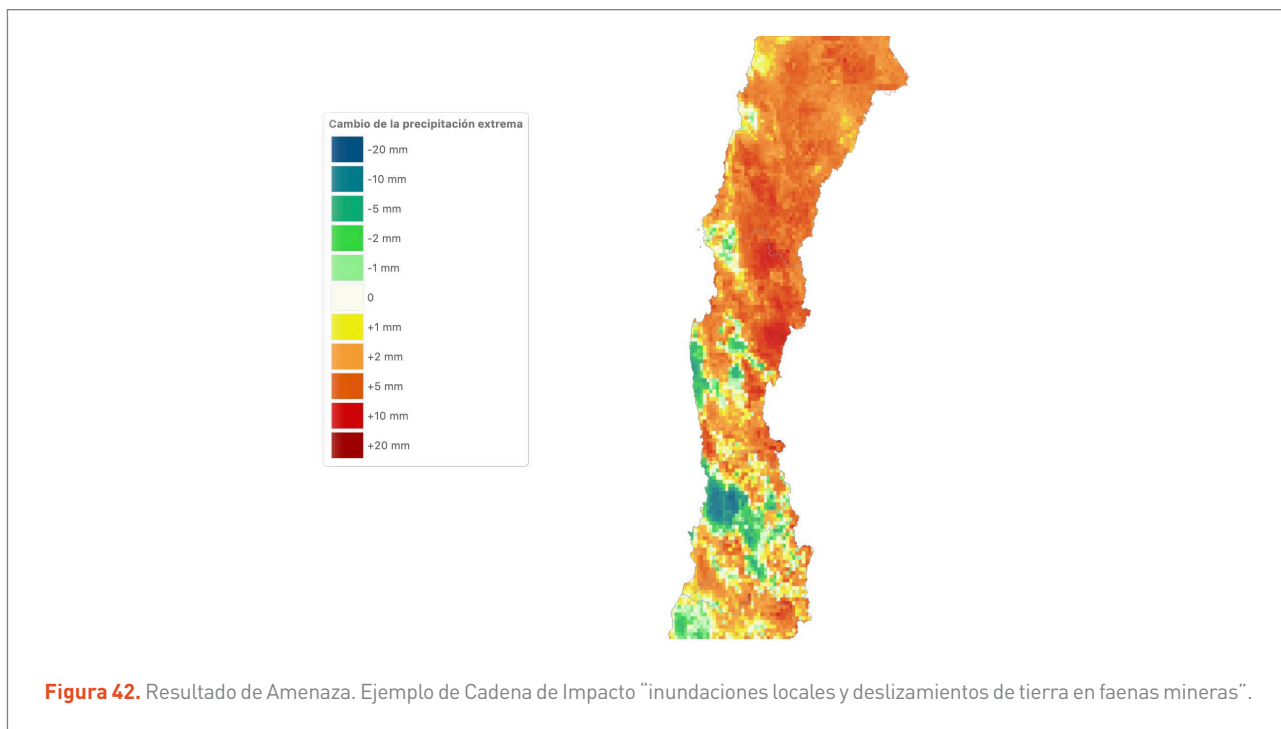 Cambio de la precipitación extrema
-20 mm
-10 mm
-5 mm
-2 mm
-1 mm
0
+1 mm
+2 mm
+5 mm
+10 mm
+20 mm
Figura 42. Resultado de Amenaza. Ejemplo de Cadena de Impacto “inundaciones locales y deslizamientos de tierra en faenas mineras”.